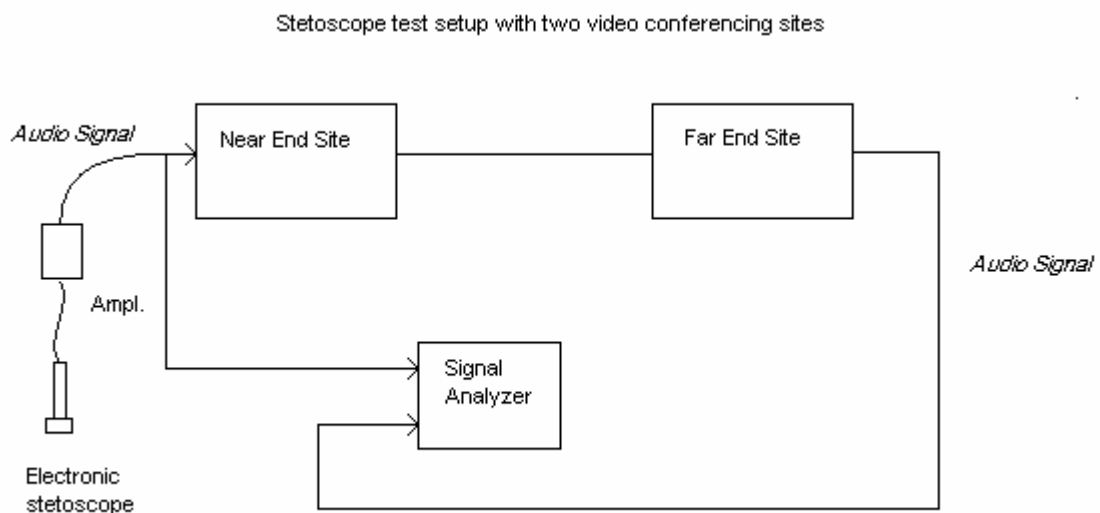 Stetoscope test setup with two video conferencing sites
Audio Signal
Near End Site
Far End Site
Audio Signal
Ampl.
Signal
Analyzer
Electronic
stetoscope